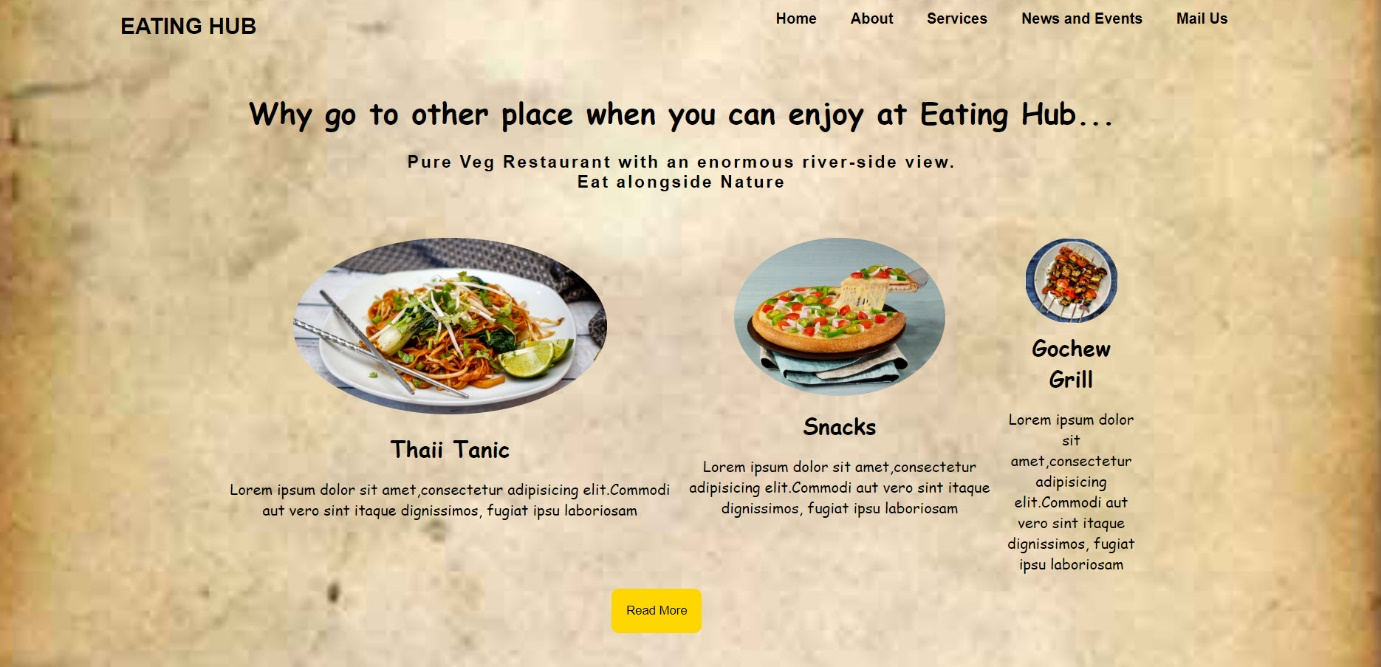 EATING HUB
Home About Services News and Events Mail Us
Why go to other place when you can enjoy at Eating Hub...
Pure Veg Restaurant with an enormous river-side view.
Eat alongside Nature
Thaii Tanic
Lorem ipsum dolor sit amet,consectetur adipisicing elit.Commodi
aut vero sint itaque dignissimos, fugiat ipsu laboriosam
Snacks
Lorem ipsum dolor sit amet,consectetur
adipisicing elit.Commodi aut vero sint itaque
dignissimos, fugiat ipsu laboriosam
Gochew
Grill
Lorem ipsum dolor
sit
amet,consectetur
adipisicing
elit.Commodi aut
vero sint itaque
dignissimos, fugiat
ipsu laboriosam
Read More